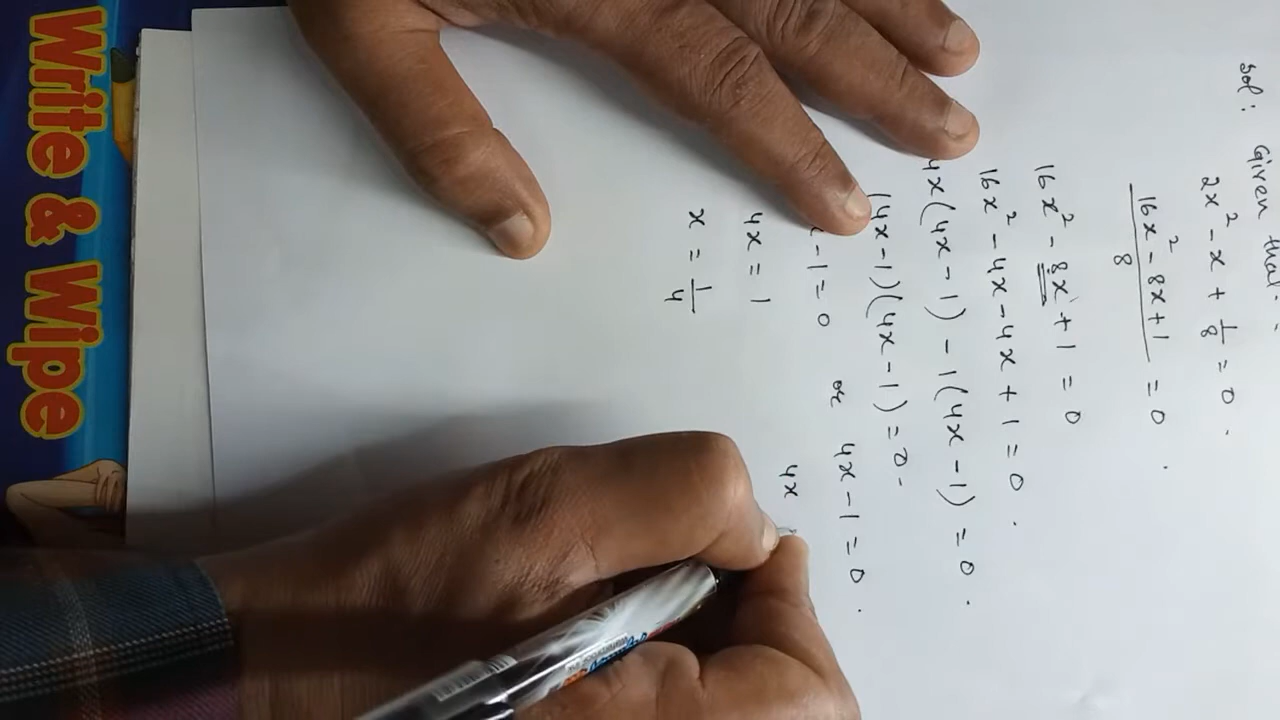 Sol: Given that
2x² - x + 1/8 = 0.
16x² - 8x + 1 / 8 = 0.
16x² - 8x + 1 = 0
16x² - 4x - 4x + 1 = 0.
4x(4x - 1) - 1(4x - 1) = 0.
(4x - 1)(4x - 1) = 0.
- 1 = 0 or 4x - 1 = 0.
4x = 1 4x
x = 1/4
Write & Wipe